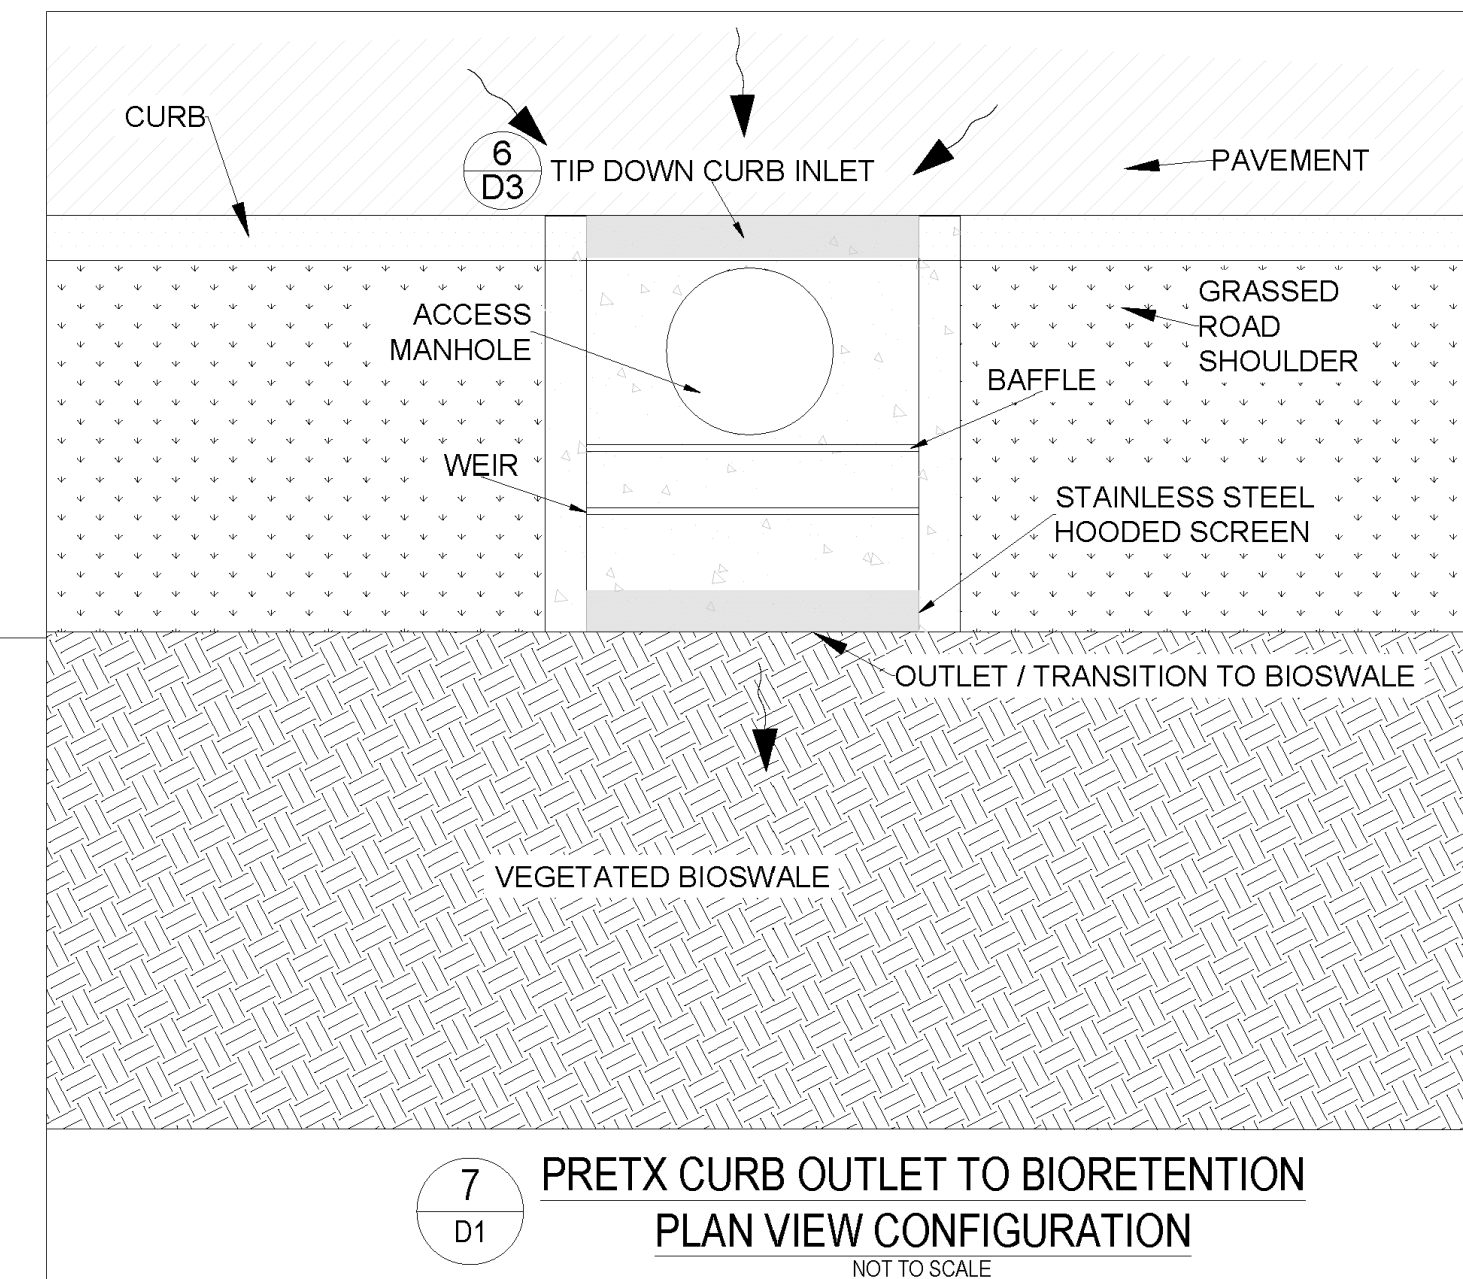 CURB
6
D3
TIP DOWN CURB INLET
PAVEMENT
ACCESS
MANHOLE
GRASSED
ROAD
SHOULDER
BAFFLE
WEIR
STAINLESS STEEL
HOODED SCREEN
OUTLET / TRANSITION TO BIOSWALE
VEGETATED BIOSWALE
7
D1
PRETX CURB OUTLET TO BIORETENTION
PLAN VIEW CONFIGURATION
NOT TO SCALE